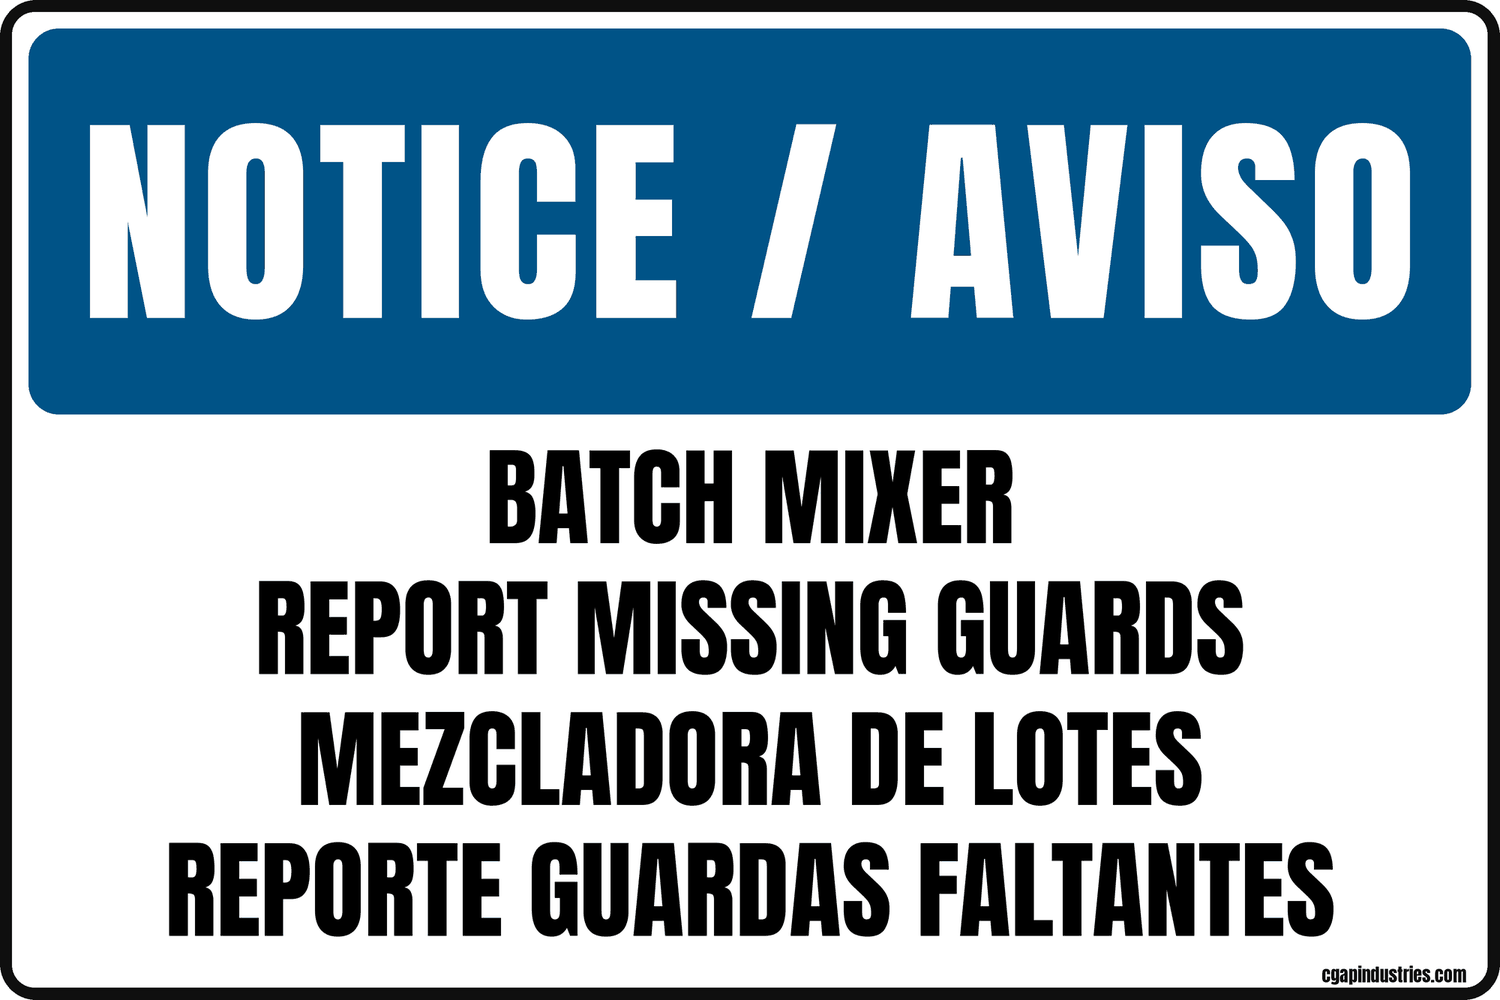 NOTICE / AVISO
BATCH MIXER
REPORT MISSING GUARDS
MEZCLADORA DE LOTES
REPORTE GUARDAS FALTANTES
cgapindustries.com